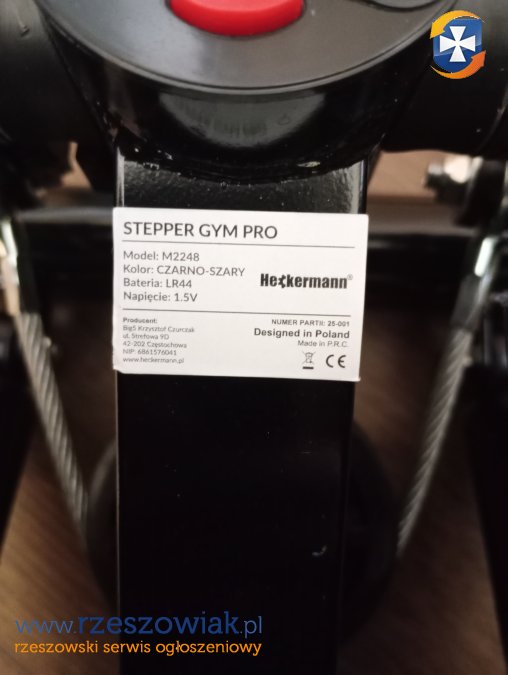 STEPPER GYM PRO
Model: M2248
Kolor: CZARNO-SZARY
Bateria: LR44
Napięcie: 1.5V
Heckermann®
Producent:
Big5 Krzysztof Czurczak
ul. Strefowa 9D
42-202 Częstochowa
NIP: 6861576041
www.heckermann.pl
NUMER PARTII: 25-001
Designed in Poland
Made in P.R.C.
CE
www.rzeszowiak.pl
rzeszowski serwis ogłoszeniowy